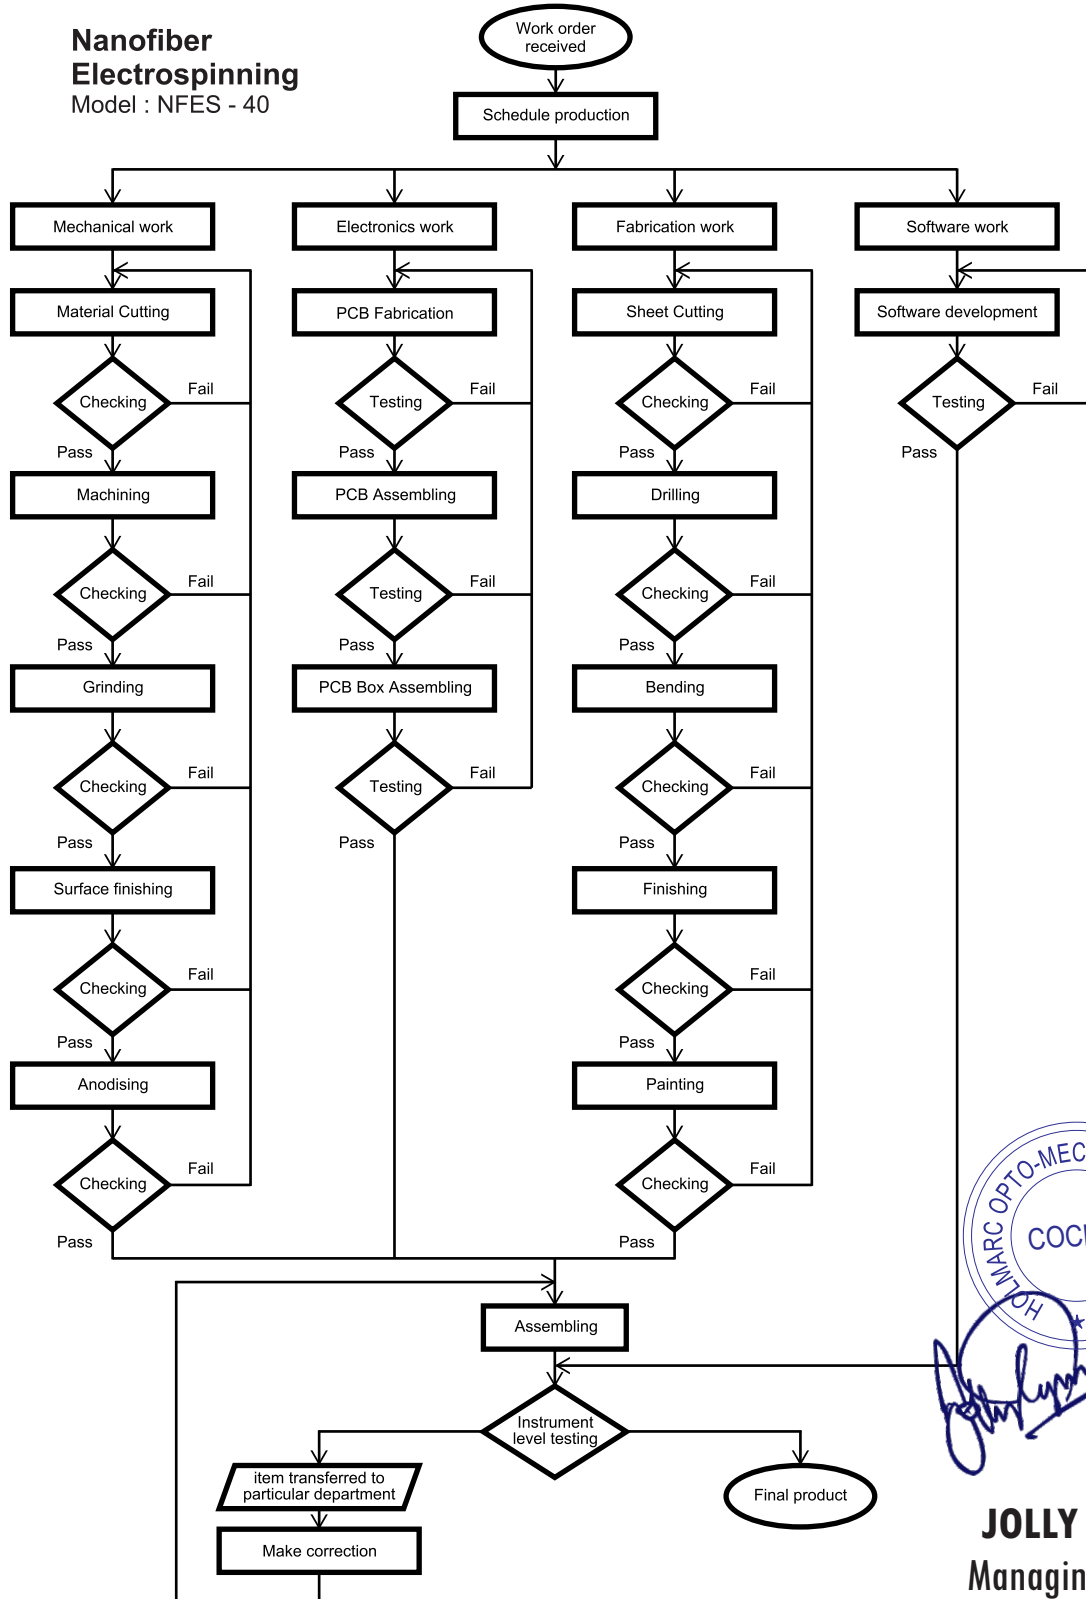 Nanofiber
Electrospinning
Model : NFES - 40
Work order
received
Schedule production
Mechanical work
Electronics work
Fabrication work
Software work
Material Cutting
PCB Fabrication
Sheet Cutting
Software development
Checking
Fail
Testing
Fail
Checking
Fail
Testing
Fail
Pass
Pass
Pass
Pass
Machining
PCB Assembling
Drilling
Checking
Fail
Testing
Fail
Checking
Fail
Pass
Pass
Pass
Grinding
PCB Box Assembling
Bending
Checking
Fail
Testing
Fail
Checking
Fail
Pass
Pass
Pass
Surface finishing
Finishing
Checking
Fail
Checking
Fail
Pass
Pass
Anodising
Painting
Checking
Fail
Checking
Fail
Pass
Pass
HOLMARC OPTO-MEC
COC
Assembling
Instrument
level testing
item transferred to
particular department
Final product
Make correction
JOLLY
Managin